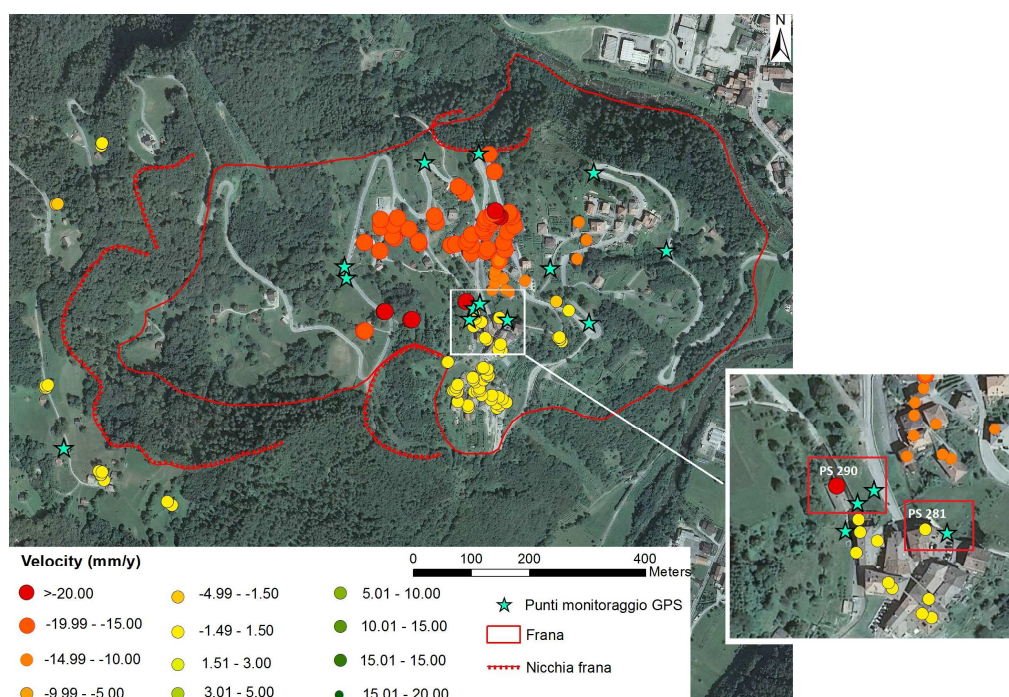 N
PS 290
PS 281
Velocity (mm/y)
>-20.00
-19.99 - -15.00
-14.99 - -10.00
-9.99 - -5.00
-4.99 - -1.50
-1.49 - 1.50
1.51 - 3.00
3.01 - 5.00
5.01 - 10.00
10.01 - 15.00
15.01 - 15.00
15.01 - 20.00
0 100 200 400
Meters
Punti monitoraggio GPS
Frana
Nicchia frana